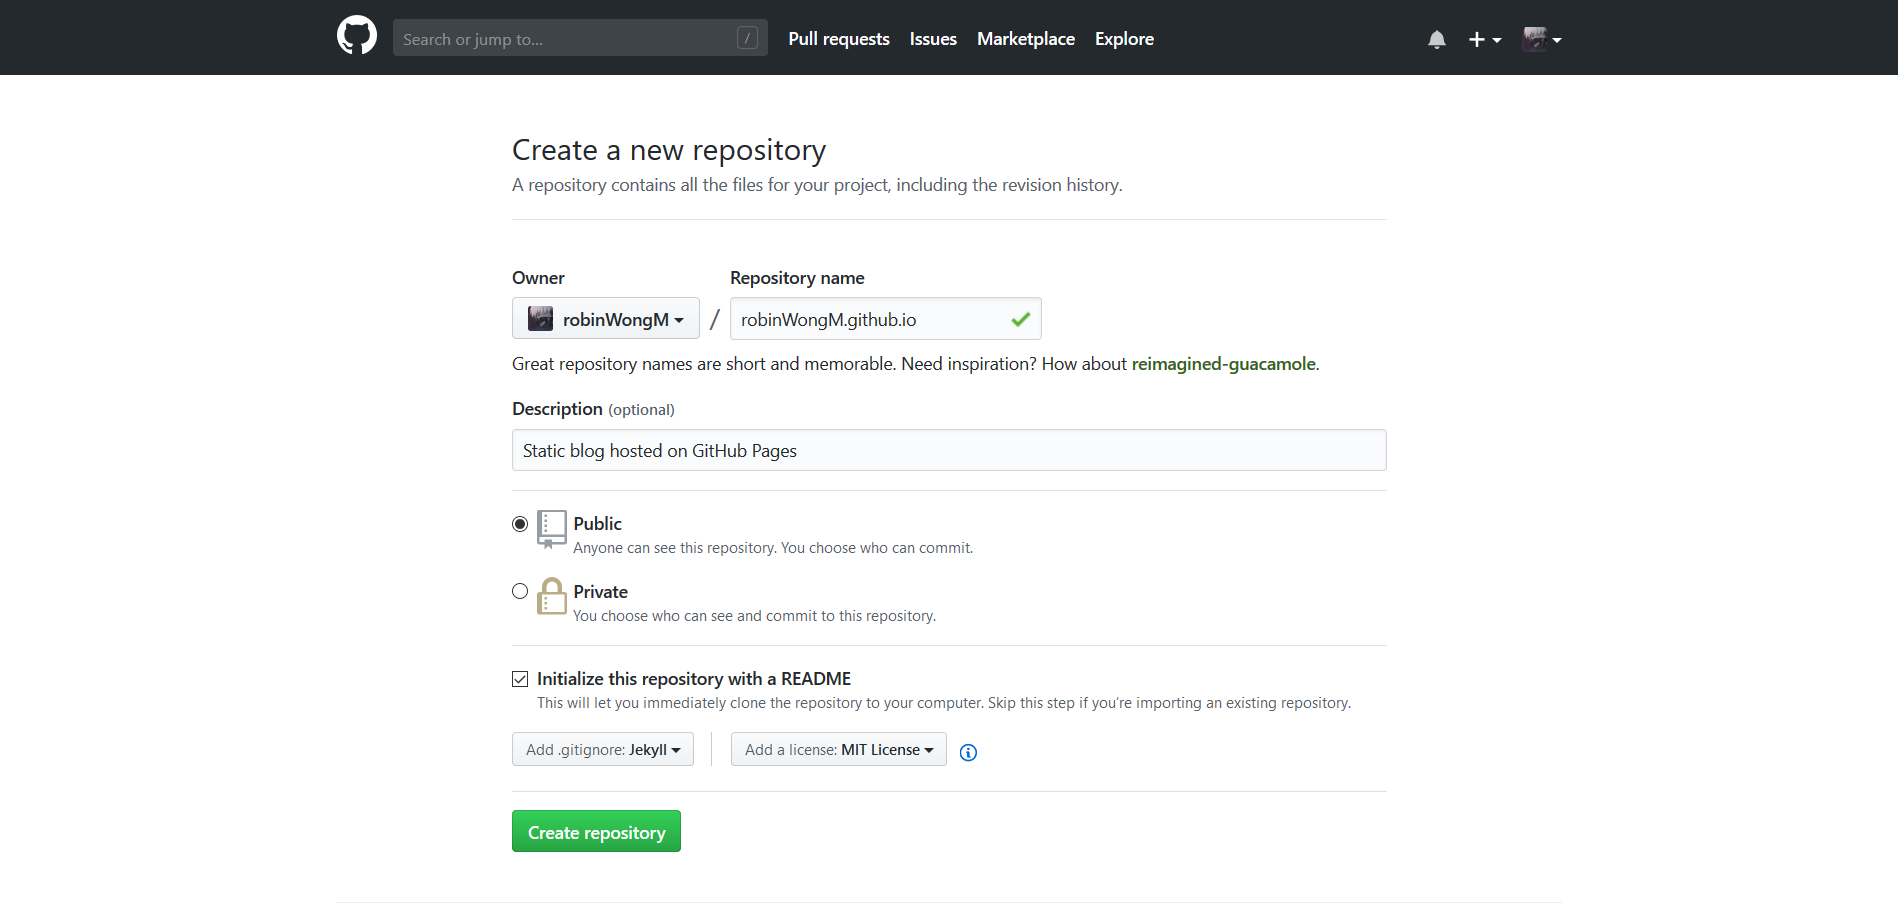 Search or jump to... /
Pull requests Issues Marketplace Explore
Create a new repository
A repository contains all the files for your project, including the revision history.
Owner Repository name
robinWongM / robinWongM.github.io
Great repository names are short and memorable. Need inspiration? How about reimagined-guacamole.
Description (optional)
Static blog hosted on GitHub Pages
Public
Anyone can see this repository. You choose who can commit.
Private
You choose who can see and commit to this repository.
Initialize this repository with a README
This will let you immediately clone the repository to your computer. Skip this step if you’re importing an existing repository.
Add .gitignore: Jekyll Add a license: MIT License
Create repository